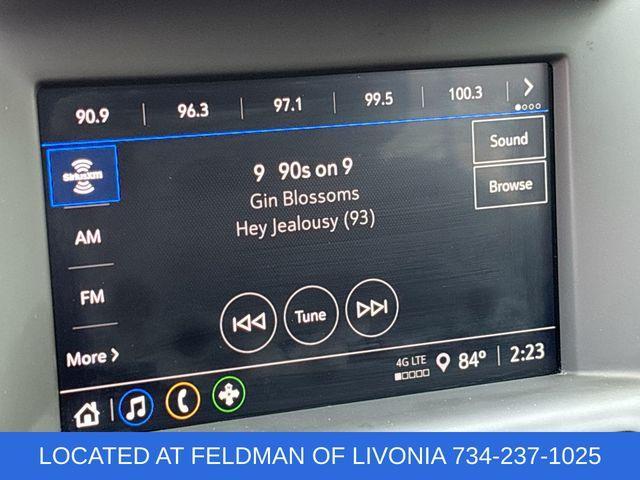 90.9 96.3 97.1 99.5 100.3
SiriusXM
9 90s on 9
Sound
Gin Blossoms
Browse
Hey Jealousy (93)
AM
FM
Tune
More
4G LTE 84° 2:23
LOCATED AT FELDMAN OF LIVONIA 734-237-1025